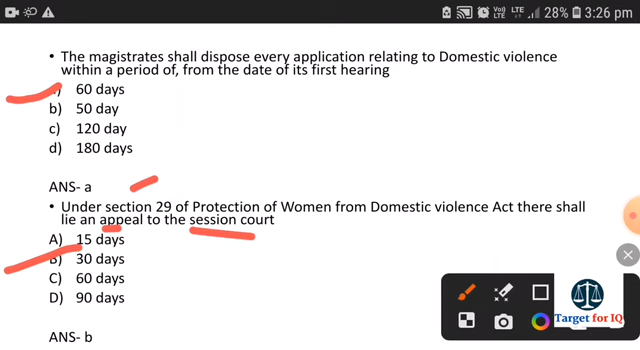 Vo) LTE LTE 28% 3:26 pm
• The magistrates shall dispose every application relating to Domestic violence
within a period of, from the date of its first hearing
60 days
b) 50 day
c) 120 day
d) 180 days
ANS- a
• Under section 29 of Protection of Women from Domestic violence Act there shall
lie an appeal to the session court
A) 15 days
B) 30 days
C) 60 days
D) 90 days
Target for IQ
ANS- b